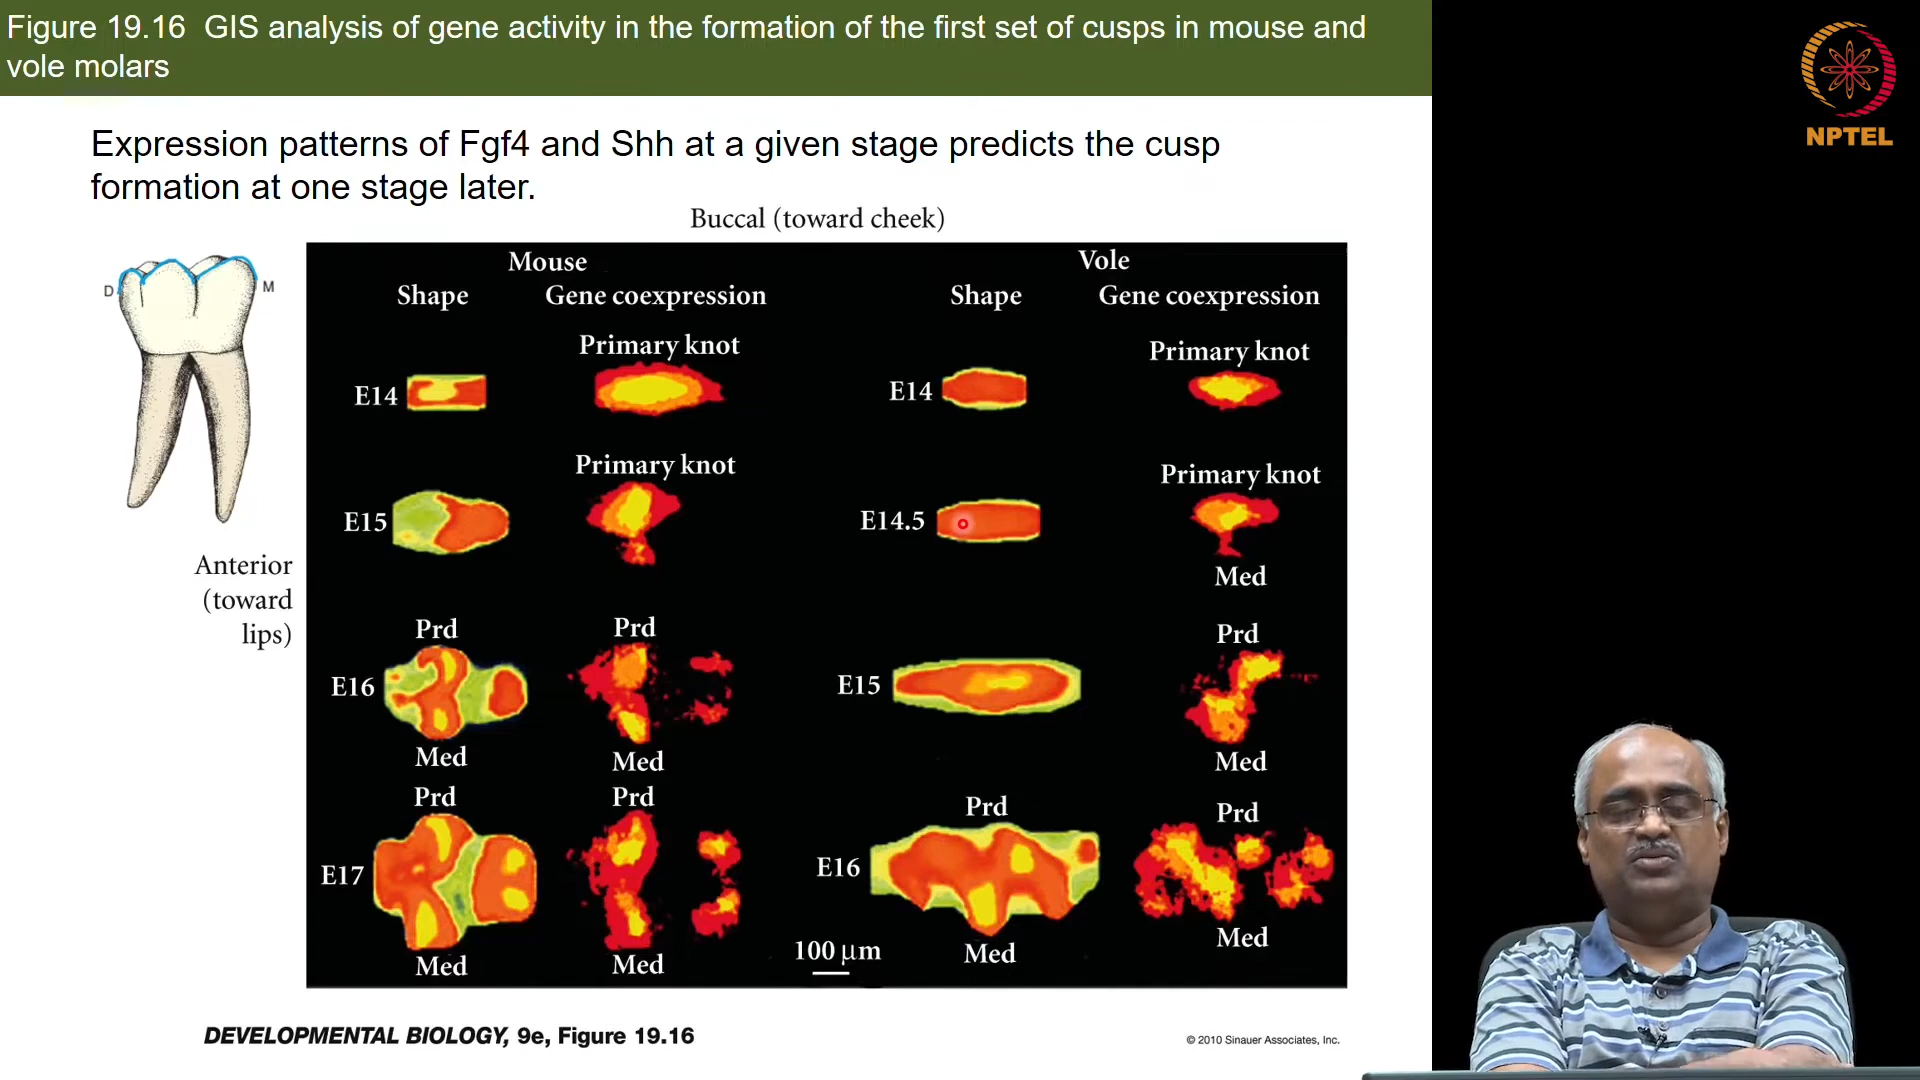 Figure 19.16 GIS analysis of gene activity in the formation of the first set of cusps in mouse and
vole molars
NPTEL
Expression patterns of Fgf4 and Shh at a given stage predicts the cusp
formation at one stage later.
Buccal (toward cheek)
Mouse
Vole
Shape
Gene coexpression
Shape
Gene coexpression
D
M
Primary knot
Primary knot
E14
E14
Primary knot
Primary knot
E15
E14.5
Med
Anterior
(toward
lips)
Prd
Prd
Prd
E16
E15
Med
Med
Med
Prd
Prd
Prd
Prd
E17
E16
Med
Med
Med
Med
100 μm
DEVELOPMENTAL BIOLOGY, 9e, Figure 19.16
© 2010 Sinauer Associates, Inc.